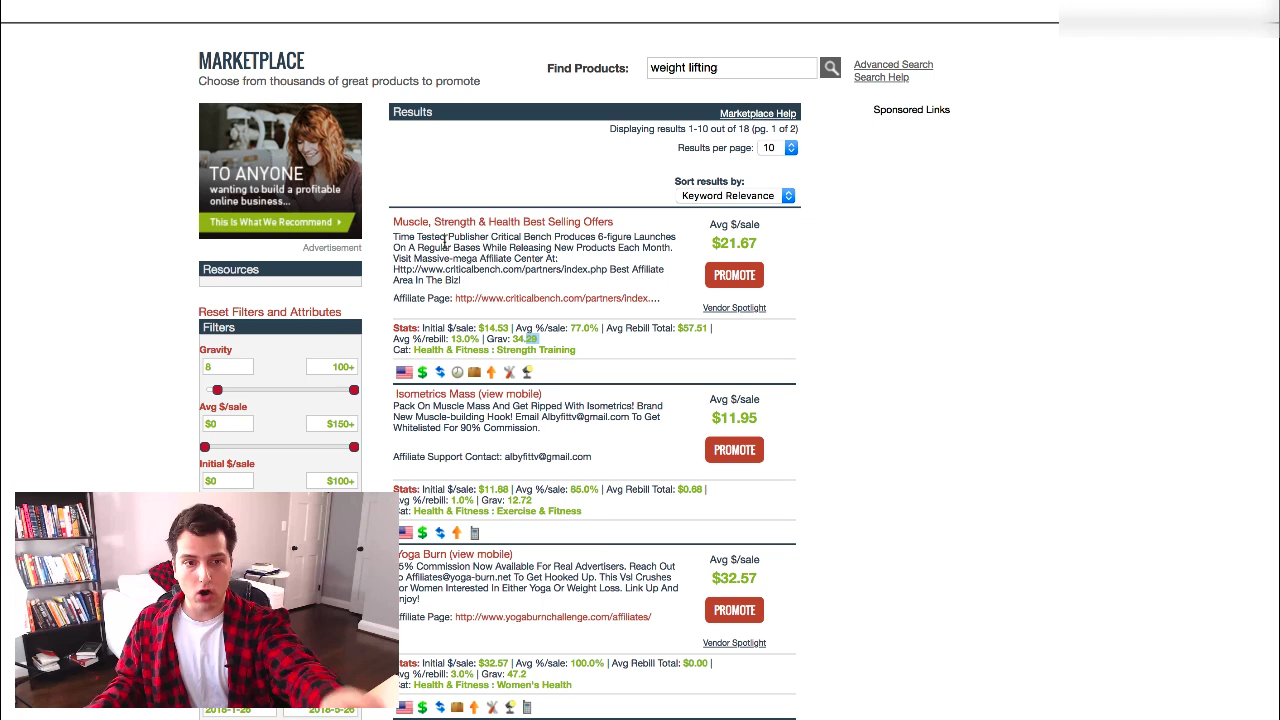 MARKETPLACE
Choose from thousands of great products to promote
Find Products:
weight lifting
Advanced Search
Search Help
TO ANYONE
wanting to build a profitable
online business...
This Is What We Recommend
Advertisement
Resources
Reset Filters and Attributes
Filters
Gravity
8 100+
Avg $/sale
$0 $150+
Initial $/sale
$0 $100+
2018-1-26 2018-5-26
Results Marketplace Help
Displaying results 1-10 out of 18 (pg. 1 of 2)
Results per page: 10
Sort results by:
Keyword Relevance
Muscle, Strength & Health Best Selling Offers
Time Tested Publisher Critical Bench Produces 6-figure Launches
On A Regular Bases While Releasing New Products Each Month.
Visit Massive-mega Affiliate Center At:
Http://www.criticalbench.com/partners/index.php Best Affiliate
Area In The Biz!
Affiliate Page: http://www.criticalbench.com/partners/index....
Avg $/sale
$21.67
PROMOTE
Vendor Spotlight
Stats: Initial $/sale: $14.53 | Avg %/sale: 77.0% | Avg Rebill Total: $57.51 |
Avg %/rebill: 13.0% | Grav: 34.29
Cat: Health & Fitness : Strength Training
Isometrics Mass (view mobile)
Pack On Muscle Mass And Get Ripped With Isometrics! Brand
New Muscle-building Hook! Email Albyfittv@gmail.com To Get
Whitelisted For 90% Commission.
Affiliate Support Contact: albyfittv@gmail.com
Avg $/sale
$11.95
PROMOTE
Stats: Initial $/sale: $11.88 | Avg %/sale: 65.0% | Avg Rebill Total: $0.68 |
vg %/rebill: 1.0% | Grav: 12.72
Cat: Health & Fitness : Exercise & Fitness
Yoga Burn (view mobile)
5% Commission Now Available For Real Advertisers. Reach Out
o Affiliates@yoga-burn.net To Get Hooked Up. This Vsl Crushes
or Women Interested In Either Yoga Or Weight Loss. Link Up And
njoy!
ffiliate Page: http://www.yogaburnchallenge.com/affiliates/
Avg $/sale
$32.57
PROMOTE
Vendor Spotlight
tats: Initial $/sale: $32.57 | Avg %/sale: 100.0% | Avg Rebill Total: $0.00 |
vg %/rebill: 3.0% | Grav: 47.2
at: Health & Fitness : Women's Health
Sponsored Links